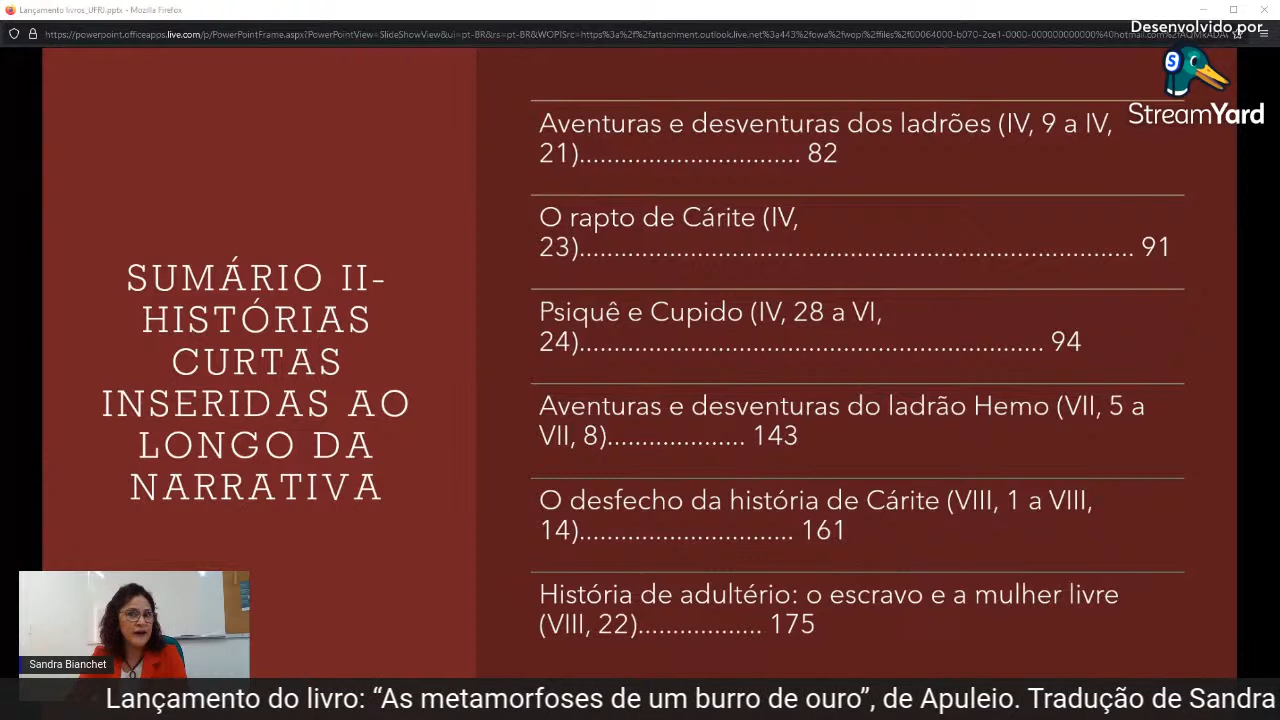 Lançamento livros_UFRJ.pptx - Mozilla Firefox
Desenvolvido por
StreamYard
Aventuras e desventuras dos ladrões (IV, 9 a IV,
21)................................ 82
O rapto de Cárite (IV,
23)................................................................................ 91
Psiquê e Cupido (IV, 28 a VI,
24)................................................................... 94
Aventuras e desventuras do ladrão Hemo (VII, 5 a
VII, 8).................... 143
O desfecho da história de Cárite (VIII, 1 a VIII,
14)............................... 161
História de adultério: o escravo e a mulher livre
(VIII, 22).................. 175
SUMÁRIO II-
HISTÓRIAS
CURTAS
INSERIDAS AO
LONGO DA
NARRATIVA
Sandra Bianchet
Lançamento do livro: “As metamorfoses de um burro de ouro”, de Apuleio. Tradução de Sandra